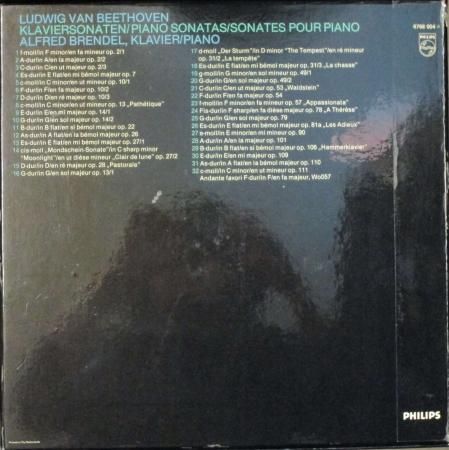 LUDWIG VAN BEETHOVEN
KLAVIERSONATEN/PIANO SONATAS/SONATES POUR PIANO
ALFRED BRENDEL, KLAVIER/PIANO
1 f-moll/in F minor/en fa mineur op. 2/1
2 A-dur/in A/en la majeur op. 2/2
3 C-dur/in C/en ut majeur op. 2/3
4 Es-dur/in E flat/en mi bémol majeur op. 7
5 c-moll/in C minor/en ut mineur op. 10/1
6 F-dur/in F/en fa majeur op. 10/2
7 D-dur/in D/en ré majeur op. 10/3
8 c-moll/in C minor/en ut mineur op. 13 „Pathétique"
9 E-dur/in E/en mi majeur op. 14/1
10 G-dur/in G/en sol majeur op. 14/2
11 B-dur/in B flat/en si bémol majeur op. 22
12 As-dur/in A flat/en la bémol majeur op. 26
13 Es-dur/in E flat/en mi bémol majeur op. 27/1
14 cis-moll „Mondschein-Sonate"/in C sharp minor
"Moonlight"/en ut dièse mineur „Clair de lune" op. 27/2
15 D-dur/in D/en ré majeur op. 28 „Pastorale"
16 G-dur/in G/en sol majeur op. 31/1
17 d-moll „Der Sturm"/in D minor "The Tempest"/en ré mineur
op. 31/2 „La tempête"
18 Es-dur/in E flat/en mi bémol majeur op. 31/3 „La chasse"
19 g-moll/in G minor/en sol mineur op. 49/1
20 G-dur/in G/en sol majeur op. 49/2
21 C-dur/in C/en ut majeur op. 53 „Waldstein"
22 F-dur/in F/en fa majeur op. 54
23 f-moll/in F minor/en fa mineur op. 57 „Appassionata"
24 Fis-dur/in F sharp/en fa dièse majeur op. 78 „A Thérèse"
25 G-dur/in G/en sol majeur op. 79
26 Es-dur/in E flat/en mi bémol majeur op. 81a „Les Adieux"
27 e-moll/in E minor/en mi mineur op. 90
28 A-dur/in A/en la majeur op. 101
29 B-dur/in B flat/en si bémol majeur op. 106 „Hammerklavier"
30 E-dur/in E/en mi majeur op. 109
31 As-dur/in A flat/en la bémol majeur op. 110
32 c-moll/in C minor/en ut mineur op. 111
Andante favori F-dur/in F/en fa majeur, Wo057
6768 004
PHILIPS
PHILIPS